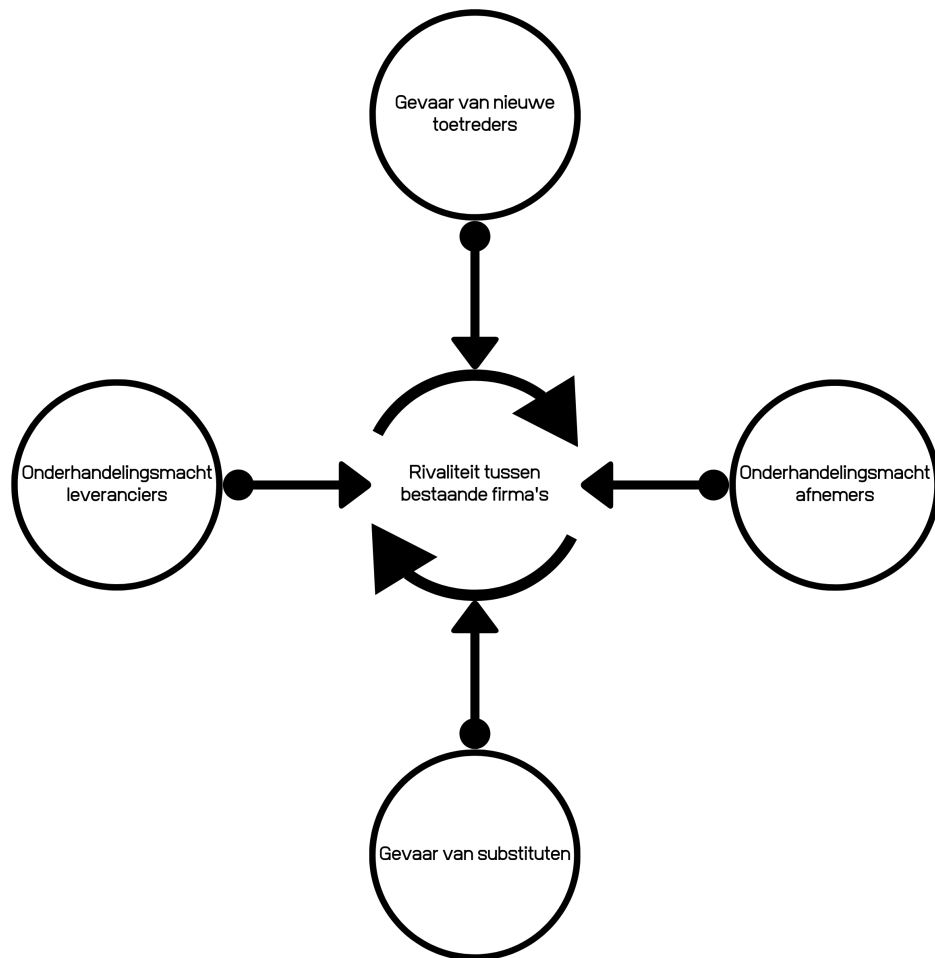 Gevaar van nieuwe
toetreders
Onderhandelingsmacht
leveranciers
Rivaliteit tussen
bestaande firma's
Onderhandelingsmacht
afnemers
Gevaar van substituten